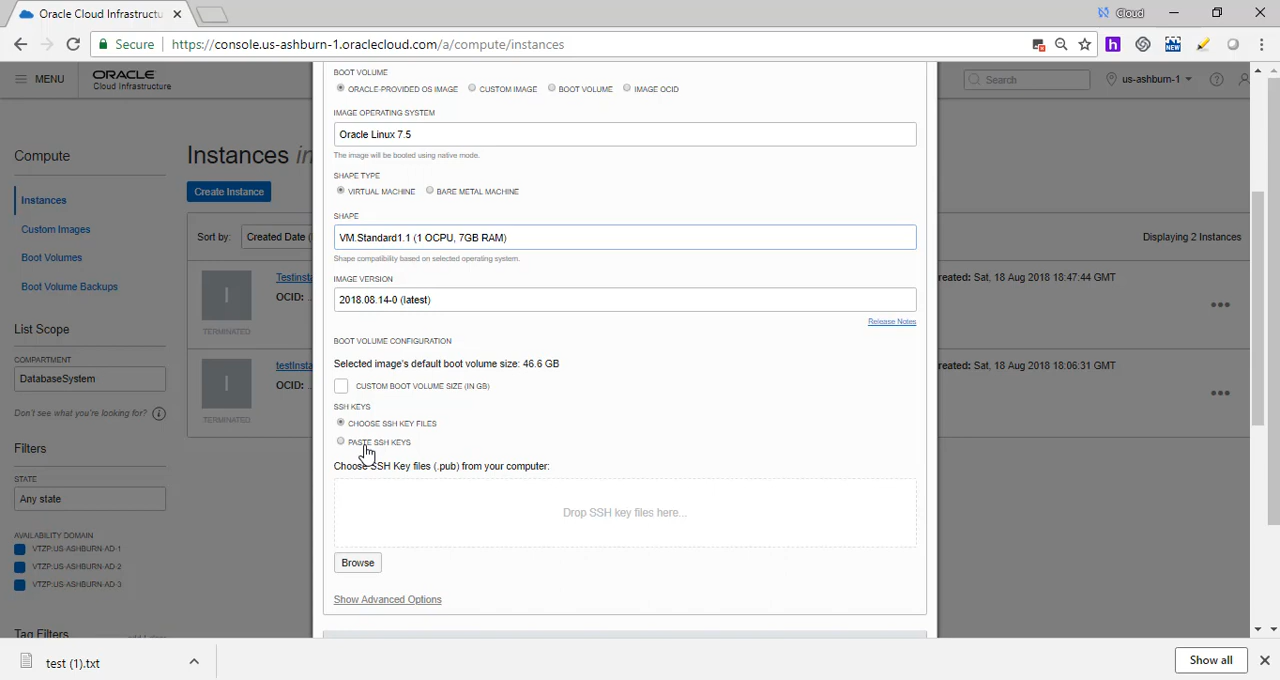 Oracle Cloud Infrastructu
Cloud
Secure
https://console.us-ashburn-1.oraclecloud.com/a/compute/instances
NEW
MENU
ORACLE
Cloud Infrastructure
Search
us-ashburn-1
Compute
Instances
Custom Images
Boot Volumes
Boot Volume Backups
List Scope
COMPARTMENT
DatabaseSystem
Don't see what you're looking for?
Filters
STATE
Any state
AVAILABILITY DOMAIN
VTZP:US-ASHBURN-AD-1
VTZP:US-ASHBURN-AD-2
VTZP:US-ASHBURN-AD-3
Tag Filters
Instances in
Create Instance
Sort by:
Created Date (
Displaying 2 Instances
I
TERMINATED
Testinst
OCID: ..
reated: Sat, 18 Aug 2018 18:47:44 GMT
I
TERMINATED
testInst
OCID: ..
reated: Sat, 18 Aug 2018 18:06:31 GMT
BOOT VOLUME
ORACLE-PROVIDED OS IMAGE CUSTOM IMAGE BOOT VOLUME IMAGE OCID
IMAGE OPERATING SYSTEM
Oracle Linux 7.5
The image will be booted using native mode.
SHAPE TYPE
VIRTUAL MACHINE BARE METAL MACHINE
SHAPE
VM.Standard1.1 (1 OCPU, 7GB RAM)
Shape compatibility based on selected operating system.
IMAGE VERSION
2018.08.14-0 (latest)
Release Notes
BOOT VOLUME CONFIGURATION
Selected image's default boot volume size: 46.6 GB
CUSTOM BOOT VOLUME SIZE (IN GB)
SSH KEYS
CHOOSE SSH KEY FILES
PASTE SSH KEYS
Choose SSH Key files (.pub) from your computer:
Drop SSH key files here...
Browse
Show Advanced Options
test (1).txt
Show all